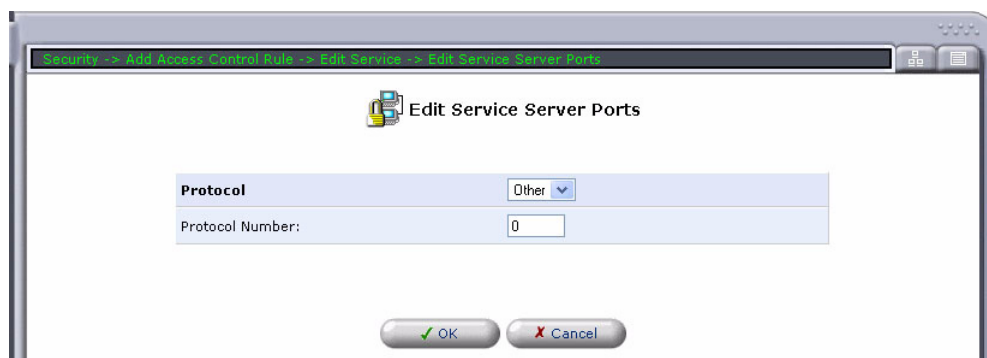 Security -> Add Access Control Rule -> Edit Service -> Edit Service Server Ports
Edit Service Server Ports
Protocol Other
Protocol Number: 0
OK Cancel